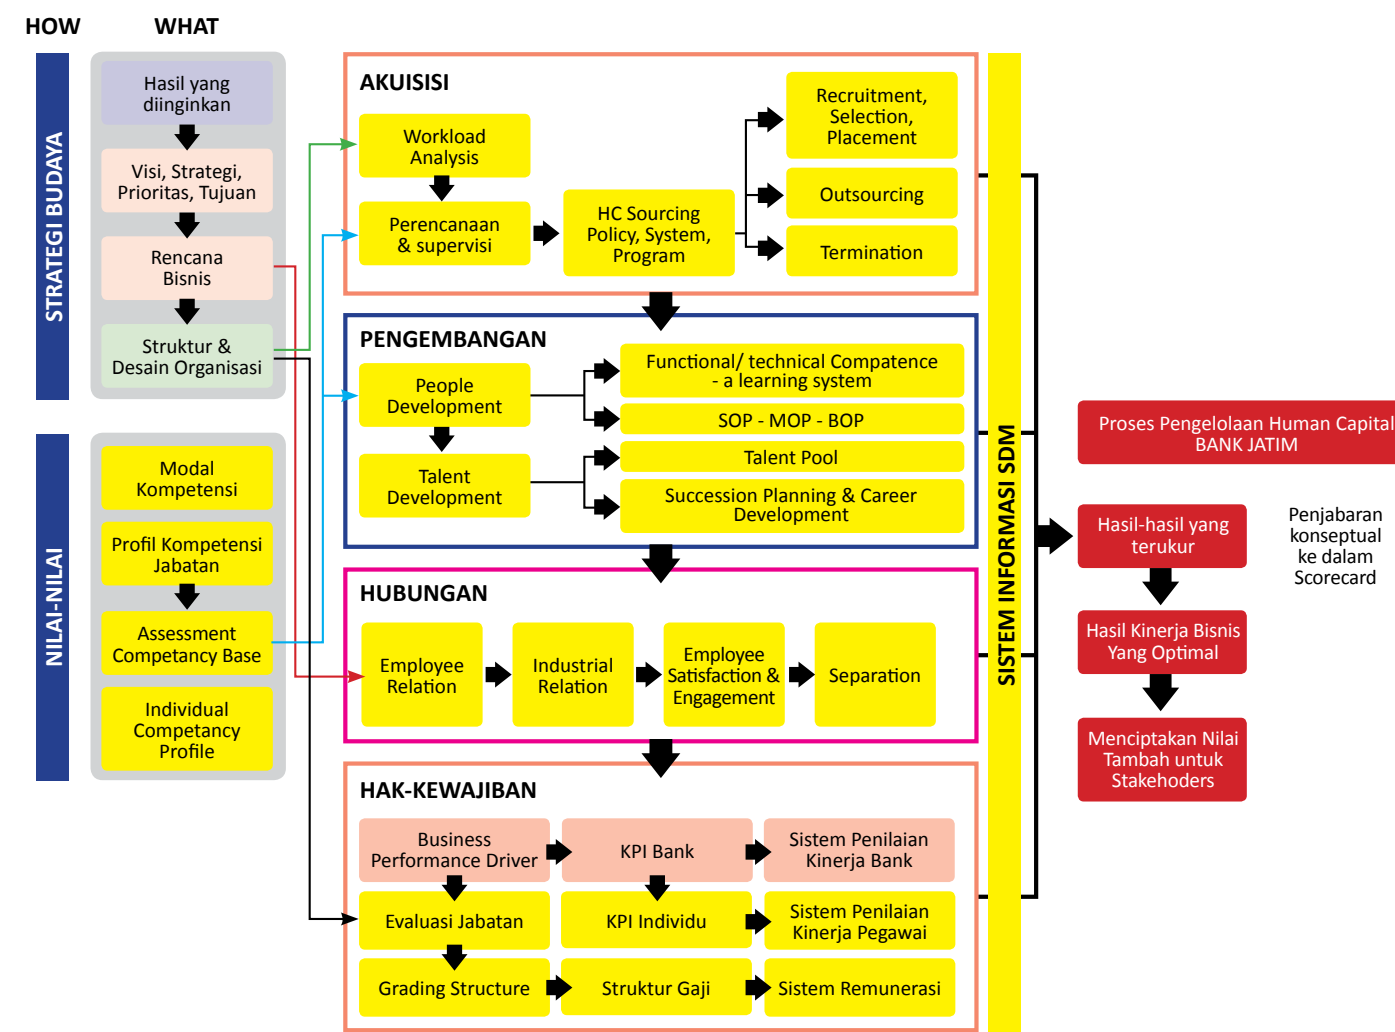 HOW
WHAT
STRATEGI BUDAYA
Hasil yang
diinginkan
Visi, Strategi,
Prioritas, Tujuan
Rencana
Bisnis
Struktur &
Desain Organisasi
NILAI-NILAI
Modal
Kompetensi
Profil Kompetensi
Jabatan
Assessment
Competancy Base
Individual
Competancy
Profile
AKUISISI
Workload
Analysis
Perencanaan
& supervisi
HC Sourcing
Policy, System,
Program
Recruitment,
Selection,
Placement
Outsourcing
Termination
PENGEMBANGAN
People
Development
Functional/ technical Compatence
- a learning system
SOP - MOP - BOP
Talent
Development
Talent Pool
Succession Planning & Career
Development
HUBUNGAN
Employee
Relation
Industrial
Relation
Employee
Satisfaction &
Engagement
Separation
HAK-KEWAJIBAN
Business
Performance Driver
KPI Bank
Sistem Penilaian
Kinerja Bank
Evaluasi Jabatan
KPI Individu
Sistem Penilaian
Kinerja Pegawai
Grading Structure
Struktur Gaji
Sistem Remunerasi
SISTEM INFORMASI SDM
Proses Pengelolaan Human Capital
BANK JATIM
Hasil-hasil yang
terukur
Penjabaran
konseptual
ke dalam
Scorecard
Hasil Kinerja Bisnis
Yang Optimal
Menciptakan Nilai
Tambah untuk
Stakehoders